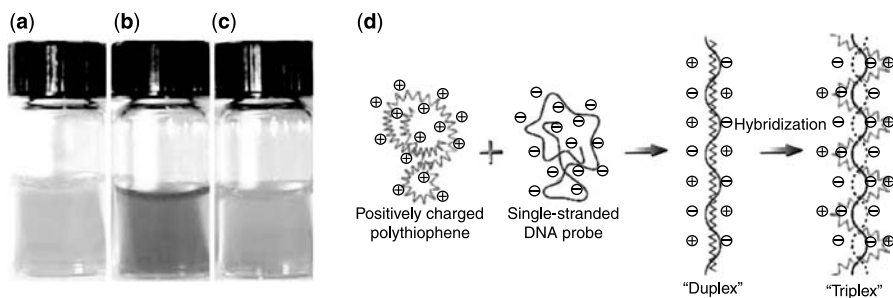 (a) (b) (c) (d)
Hybridization
Positively charged
polythiophene
Single-stranded
DNA probe
"Duplex"
"Triplex"